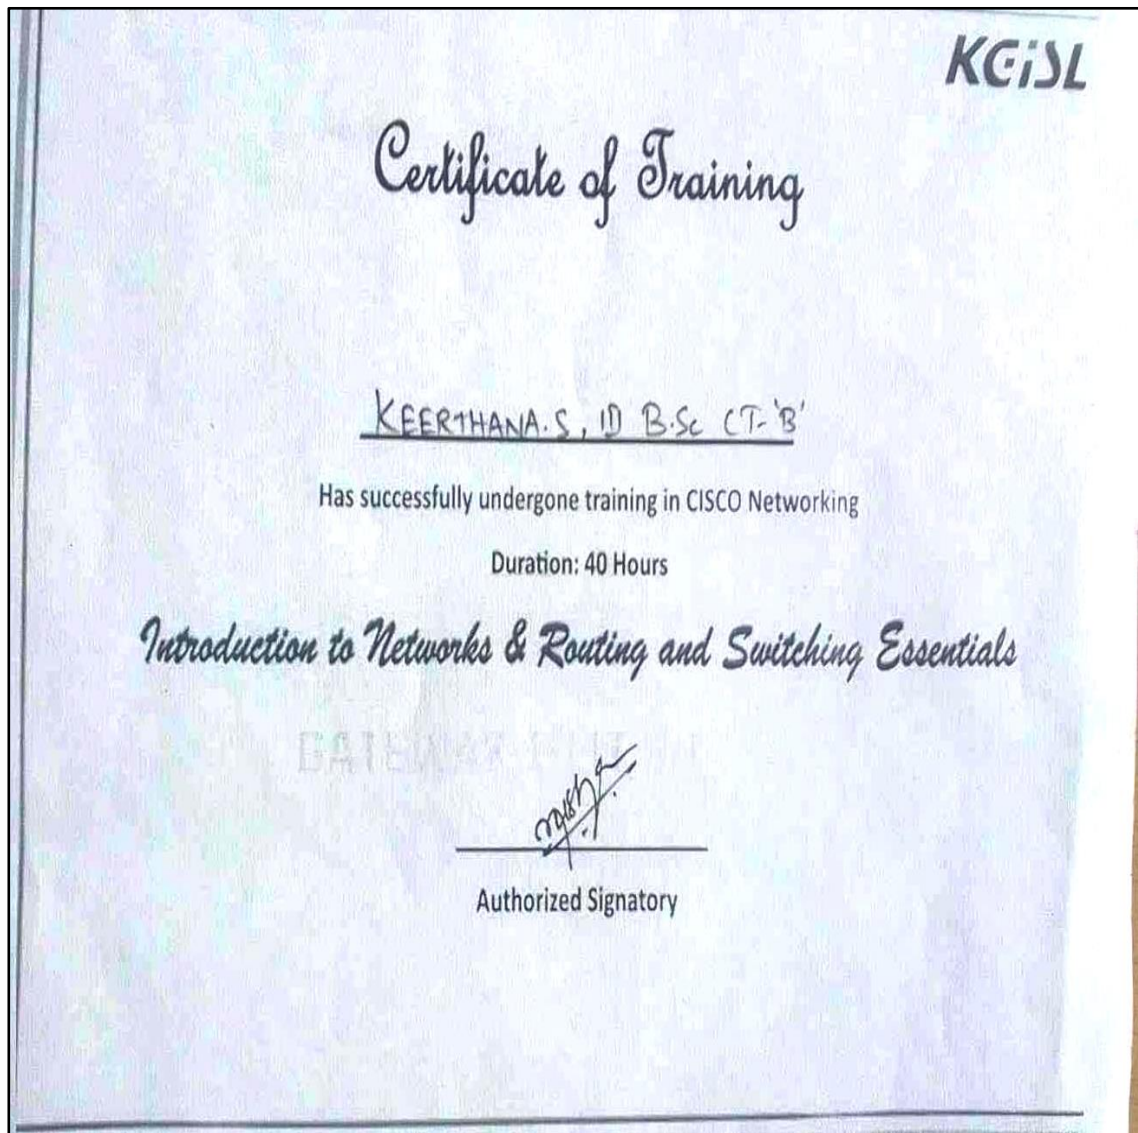 KGiSL
Certificate of Training
KEERTHANA.S, II B.Sc CT-'B'
Has successfully undergone training in CISCO Networking
Duration: 40 Hours
Introduction to Networks & Routing and Switching Essentials
Authorized Signatory